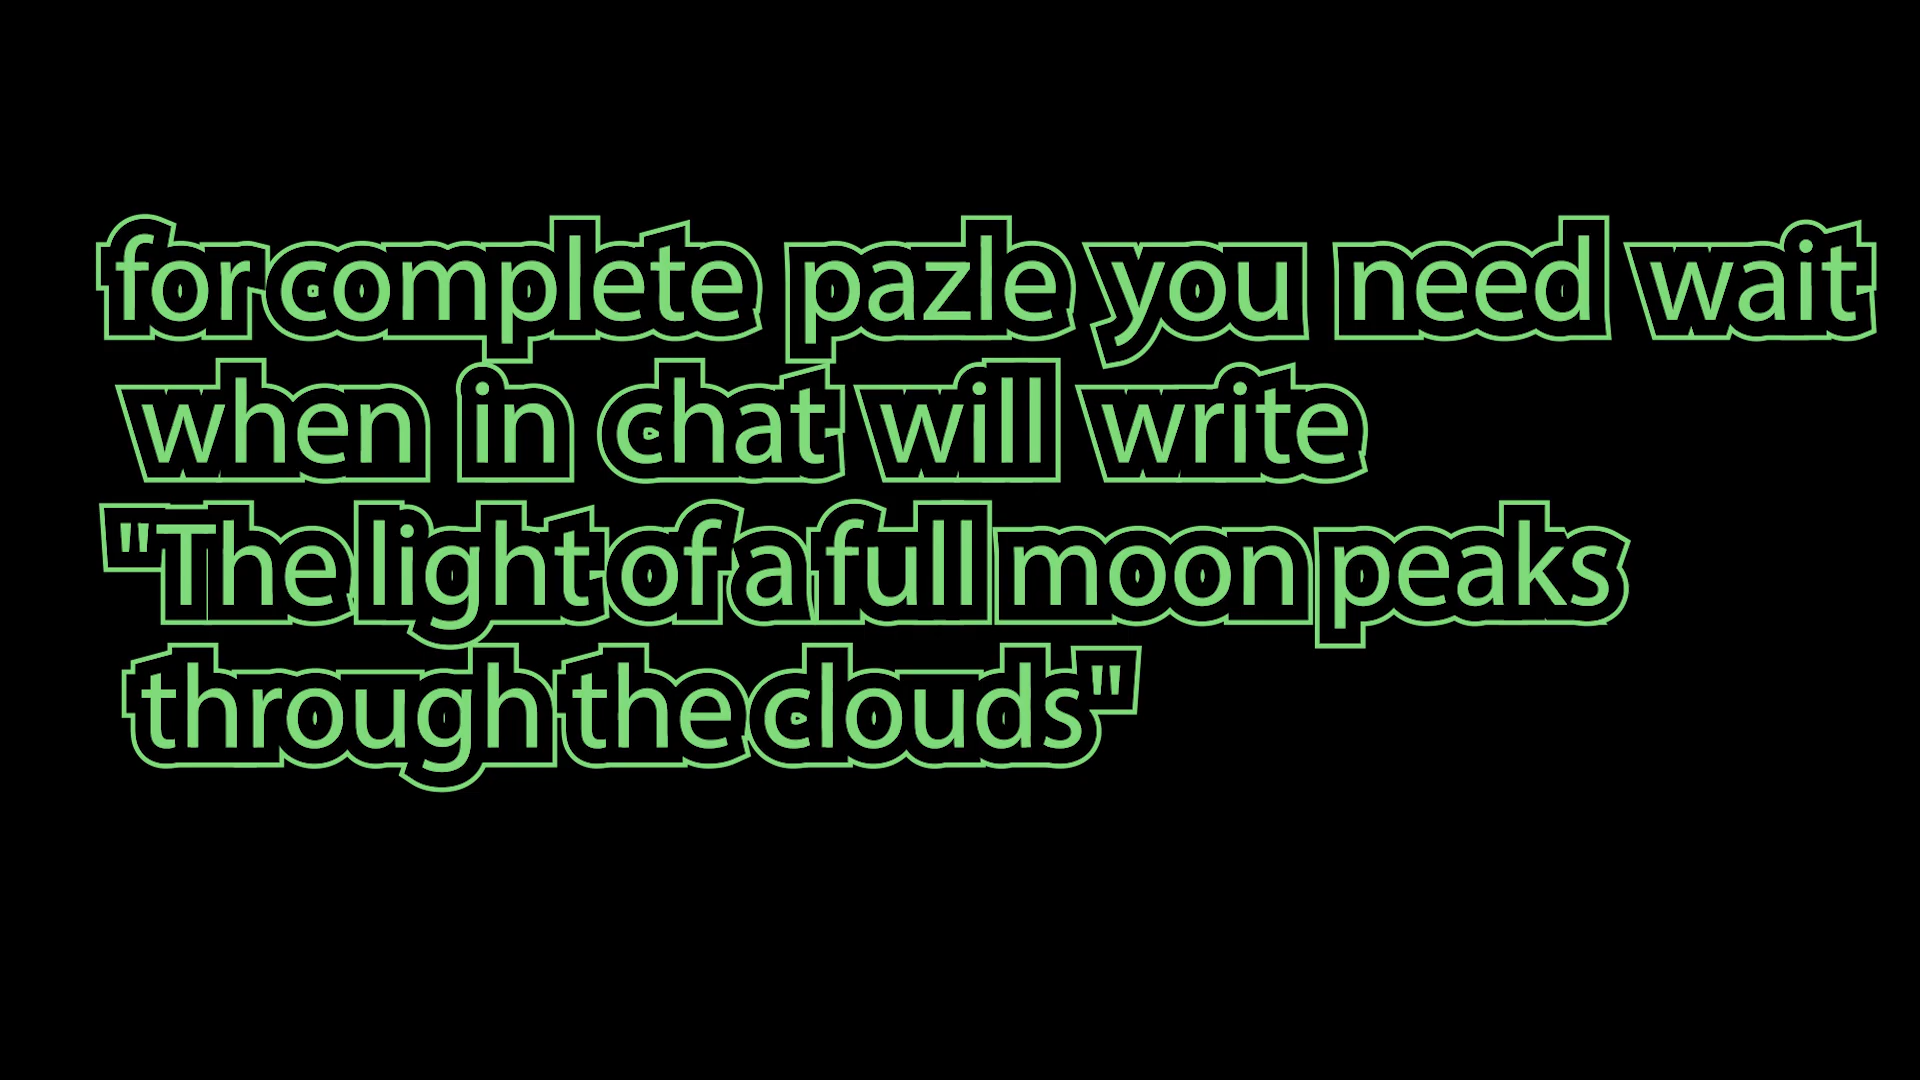 for complete pazle you need wait
when in chat will write
"The light of a full moon peaks
through the clouds"